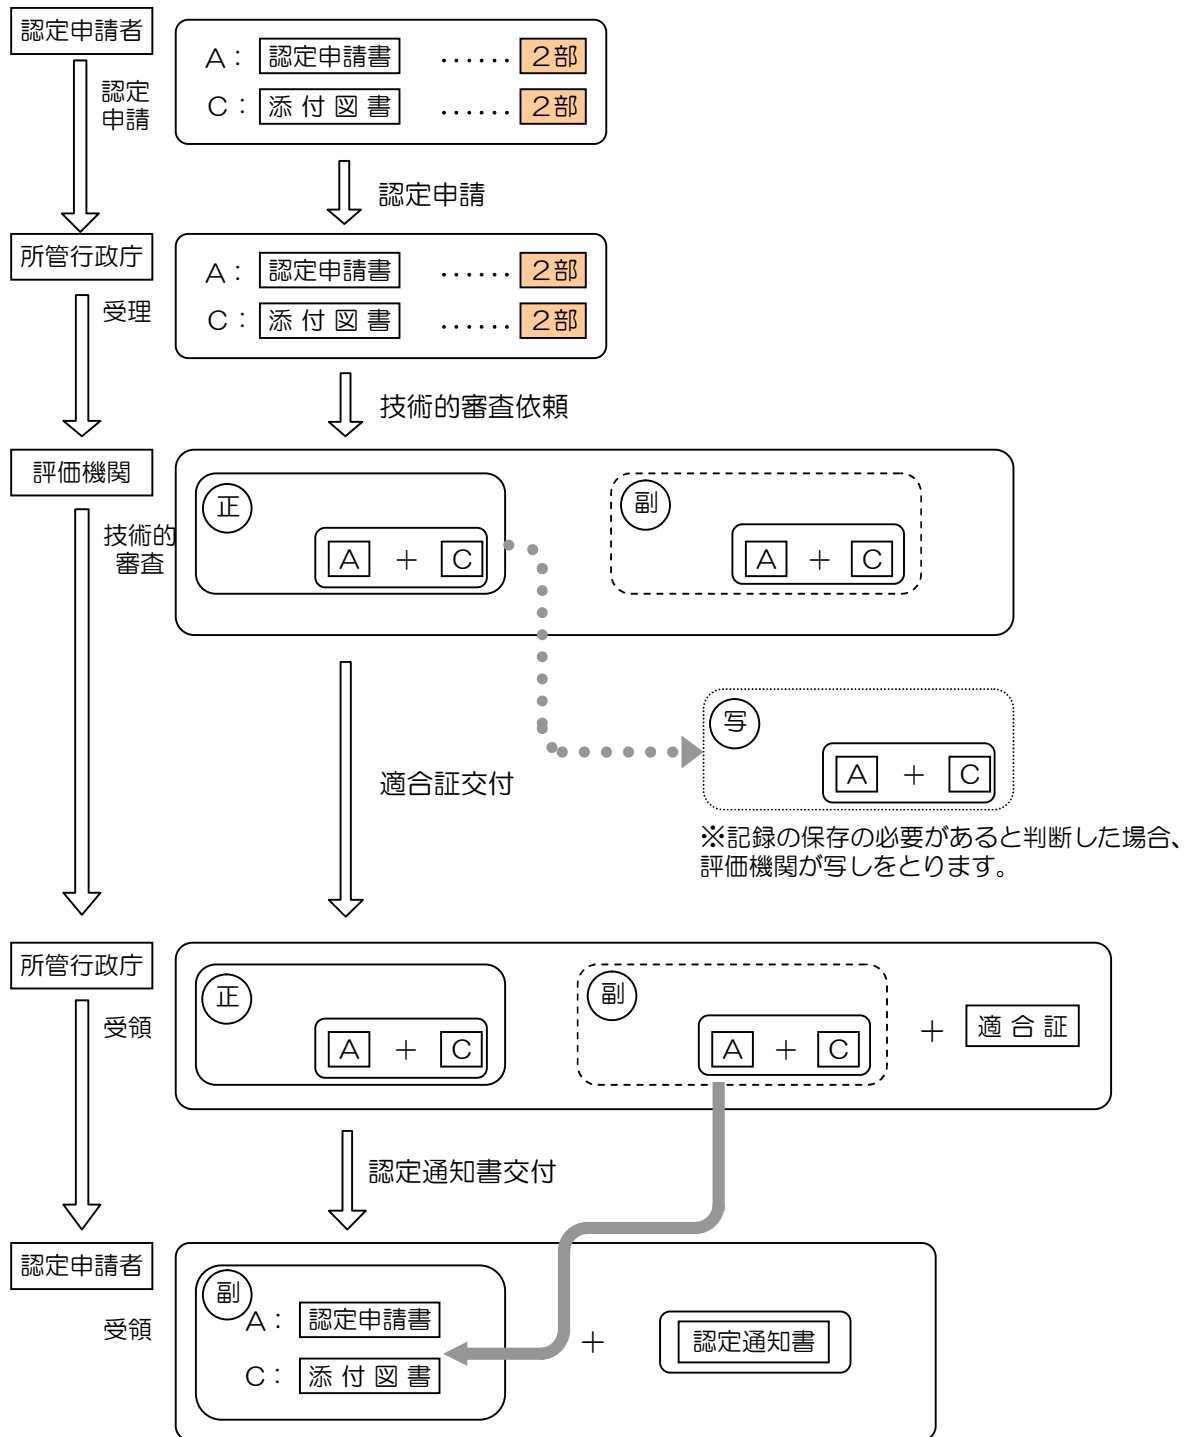 認定申請者
A： 認定申請書 …… 2部
認定
申請
C： 添付図書 …… 2部
認定申請
所管行政庁
A： 認定申請書 …… 2部
受理
C： 添付図書 …… 2部
技術的審査依頼
評価機関
正
副
技術的
審査
A ＋ C
A ＋ C
写
適合証交付
A ＋ C
※記録の保存の必要があると判断した場合、
評価機関が写しをとります。
所管行政庁
正
副
受領
A ＋ C
A ＋ C
＋ 適合証
認定通知書交付
認定申請者
副
A： 認定申請書
受領
＋ 認定通知書
C： 添付図書